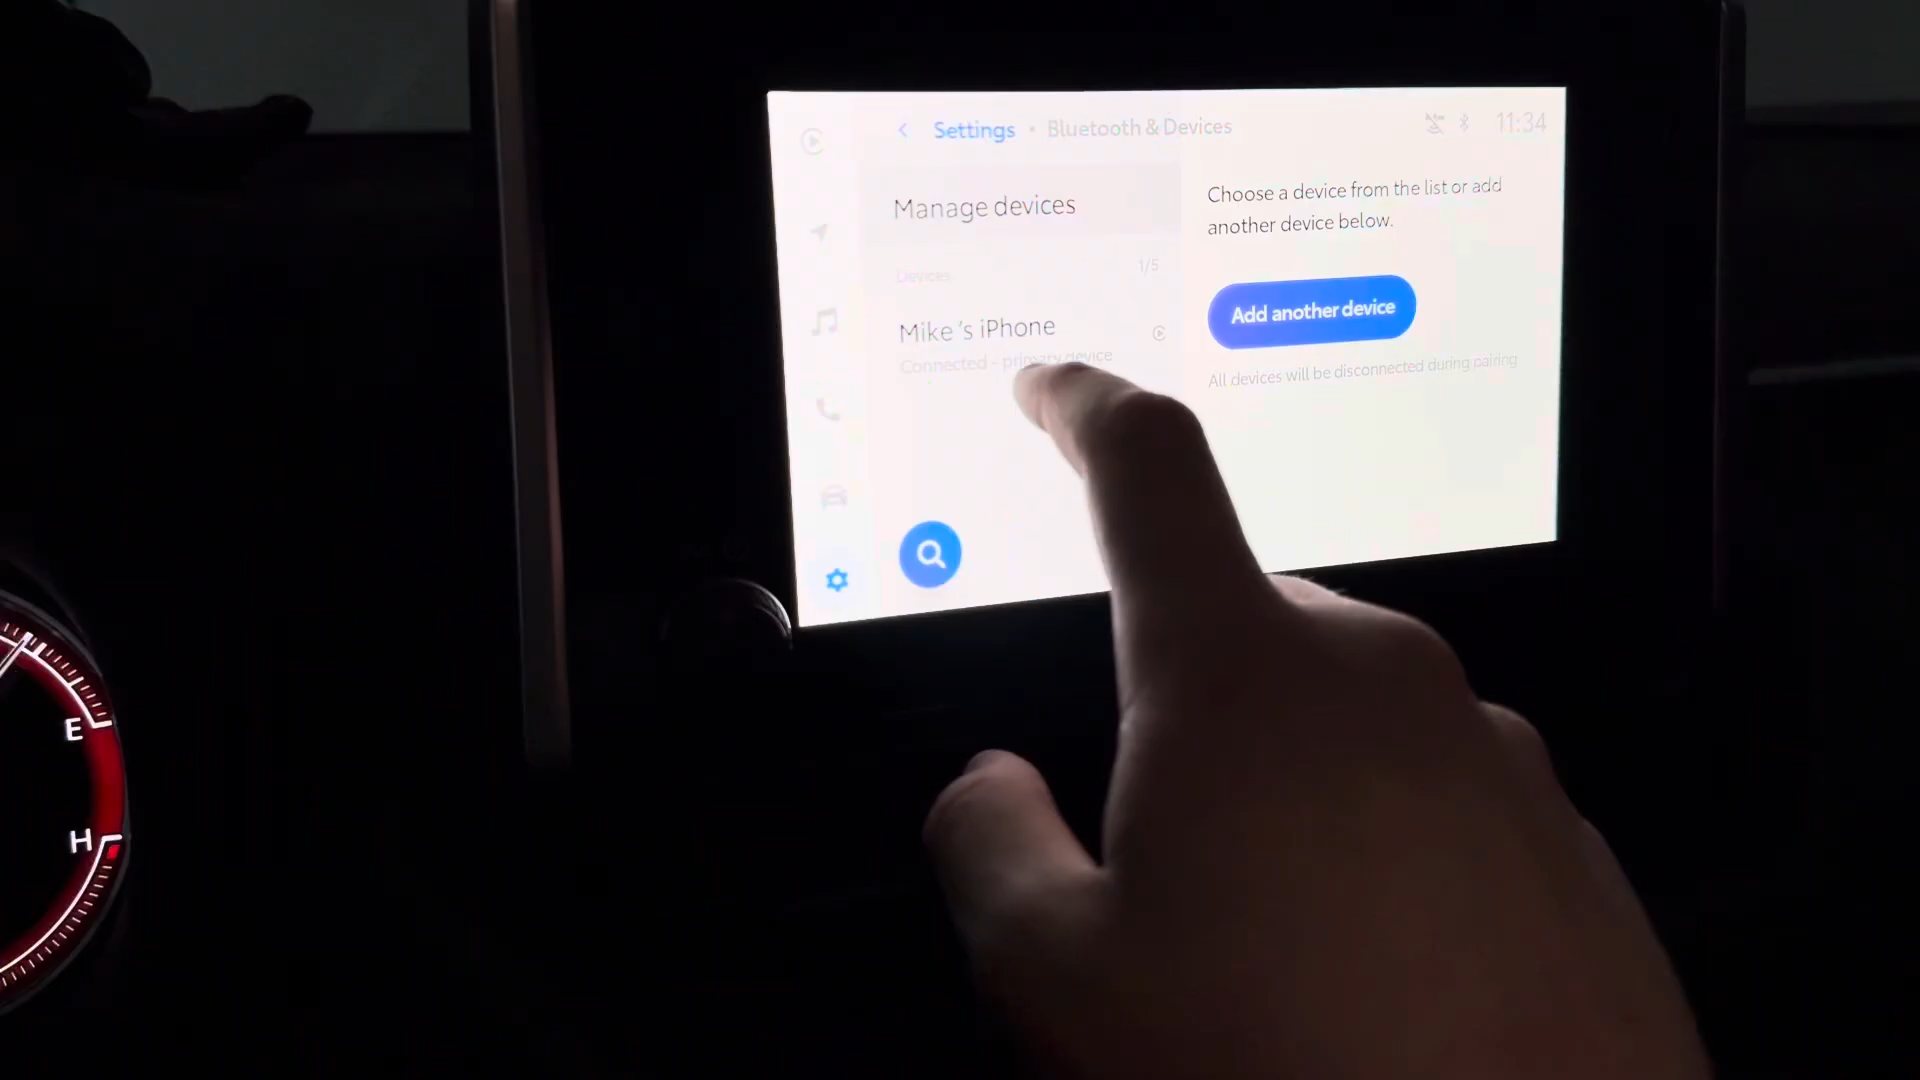 Settings • Bluetooth & Devices
11:34
Manage devices
Devices
1/5
Mike 's iPhone
Connected - primary device
Choose a device from the list or add
another device below.
Add another device
All devices will be disconnected during pairing
E
H